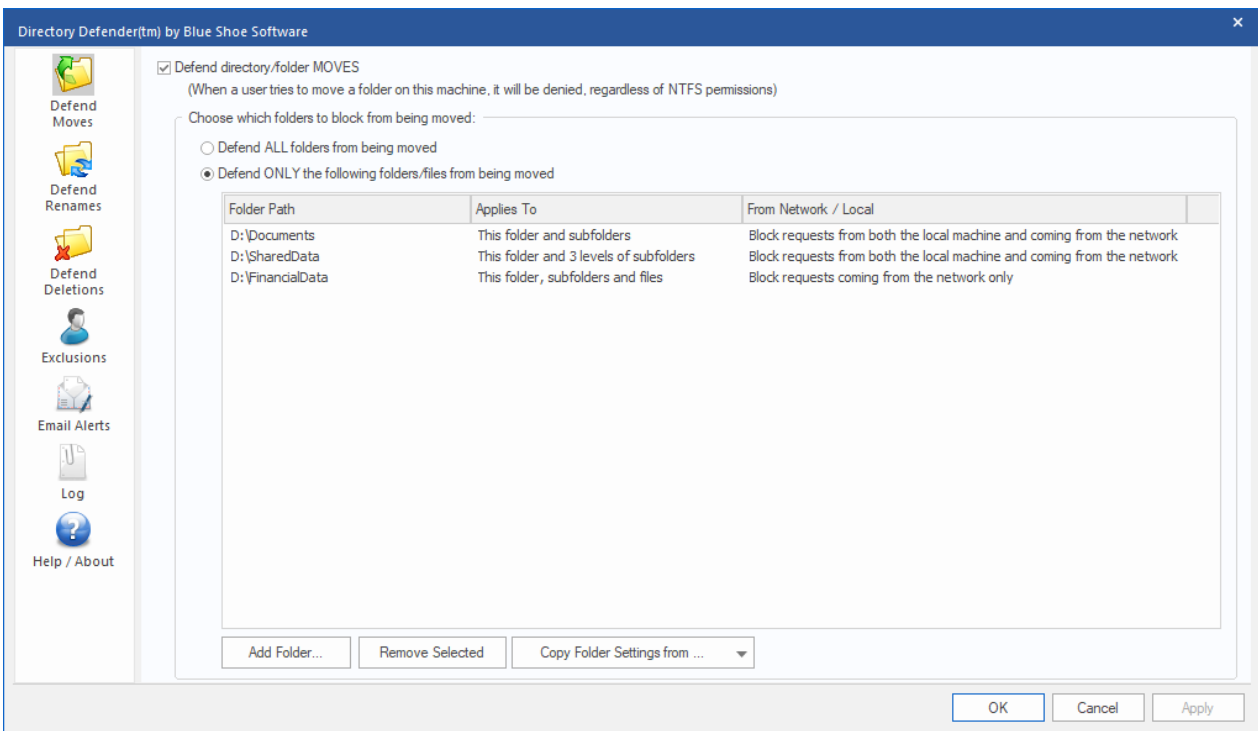 Directory Defender(tm) by Blue Shoe Software
Defend
Moves
Defend
Renames
Defend
Deletions
Exclusions
Email Alerts
Log
Help / About
Defend directory/folder MOVES
(When a user tries to move a folder on this machine, it will be denied, regardless of NTFS permissions)
Choose which folders to block from being moved:
Defend ALL folders from being moved
Defend ONLY the following folders/files from being moved
Folder Path Applies To From Network / Local
D:\Documents This folder and subfolders Block requests from both the local machine and coming from the network
D:\SharedData This folder and 3 levels of subfolders Block requests from both the local machine and coming from the network
D:\FinancialData This folder, subfolders and files Block requests coming from the network only
Add Folder... Remove Selected Copy Folder Settings from ...
OK Cancel Apply